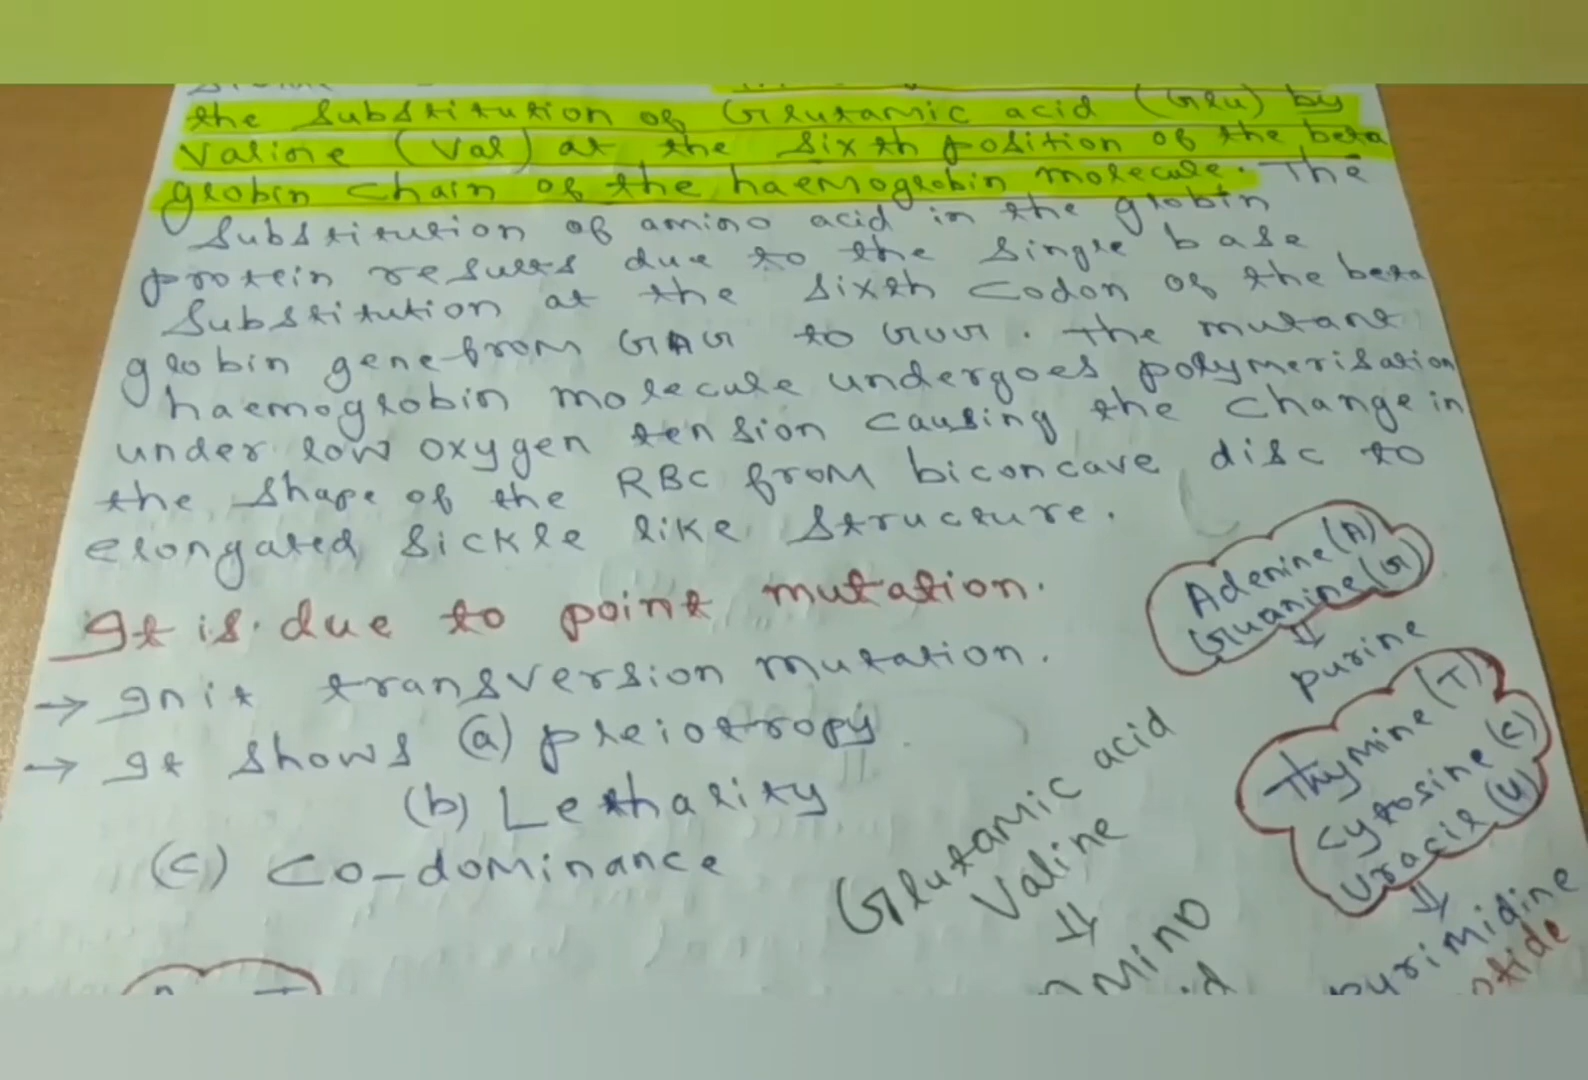 the substitution of Glutamic acid (Glu) by
Valine (Val) at the sixth position of the beta
globin chain of the haemoglobin molecule. The
substitution of amino acid in the globin
protein results due to the single base
substitution at the sixth codon of the beta
globin gene from GAG to GUG. The mutant
haemoglobin molecule undergoes polymerisation
under low oxygen tension causing the change in
the shape of the RBC from biconcave disc to
elongated sickle like structure.
It is due to point mutation.
→ In it transversion mutation.
→ It shows (a) pleiotropy
(b) Lethality
(c) Co-dominance
Adenine (A)
Guanine (G)
⇓
purine
Thymine (T)
Cytosine (C)
Uracil (U)
⇓
purimidine
Glutamic acid
Valine
⇓